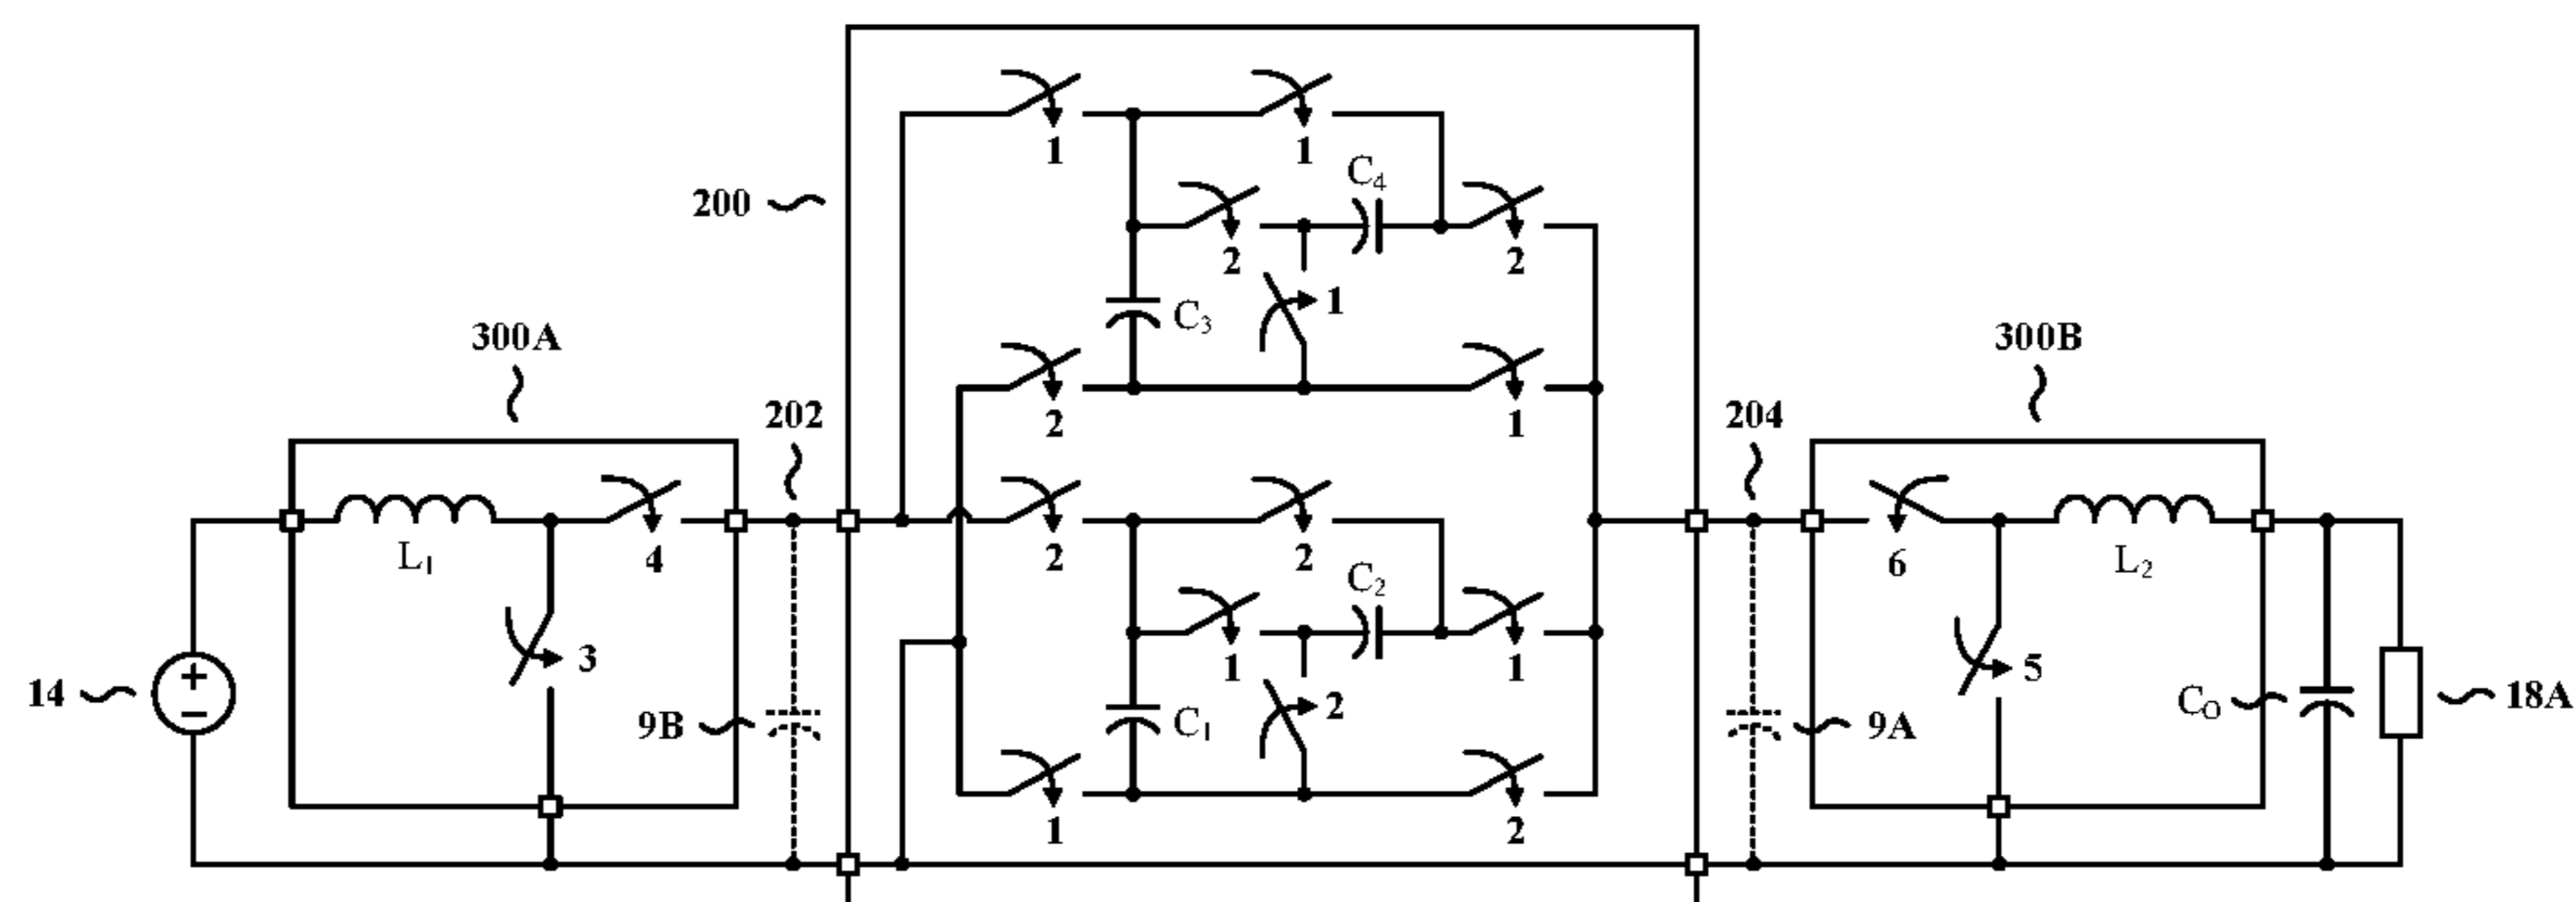 1 1
200 C₄
2 2
300A C₃ 1 300B
202 2 1 204
L₁ 4 2 2 6 L₂
C₂
3 1 1 5
14 + − 9B C₁ 2 9A C_O 18A
1 2